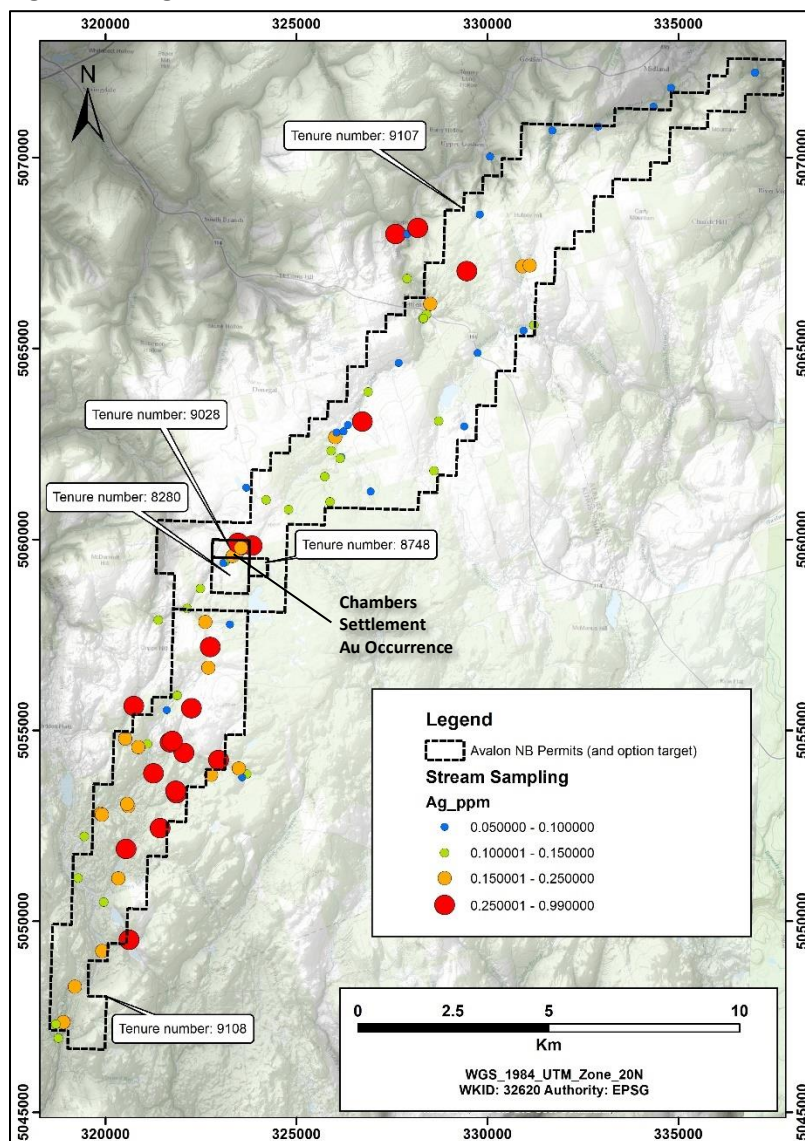 320000 325000 330000 335000
N
5070000 5070000
Tenure number: 9107
5065000 5065000
Tenure number: 9028
Tenure number: 8280
5060000 5060000
Tenure number: 8748
Chambers
Settlement
Au Occurrence
5055000 5055000
Legend
Avalon NB Permits (and option target)
Stream Sampling
Ag_ppm
0.050000 - 0.100000
0.100001 - 0.150000
0.150001 - 0.250000
0.250001 - 0.990000
5050000 5050000
Tenure number: 9108
0 2.5 5 10
Km
WGS_1984_UTM_Zone_20N
WKID: 32620 Authority: EPSG
5045000 5045000
320000 325000 330000 335000